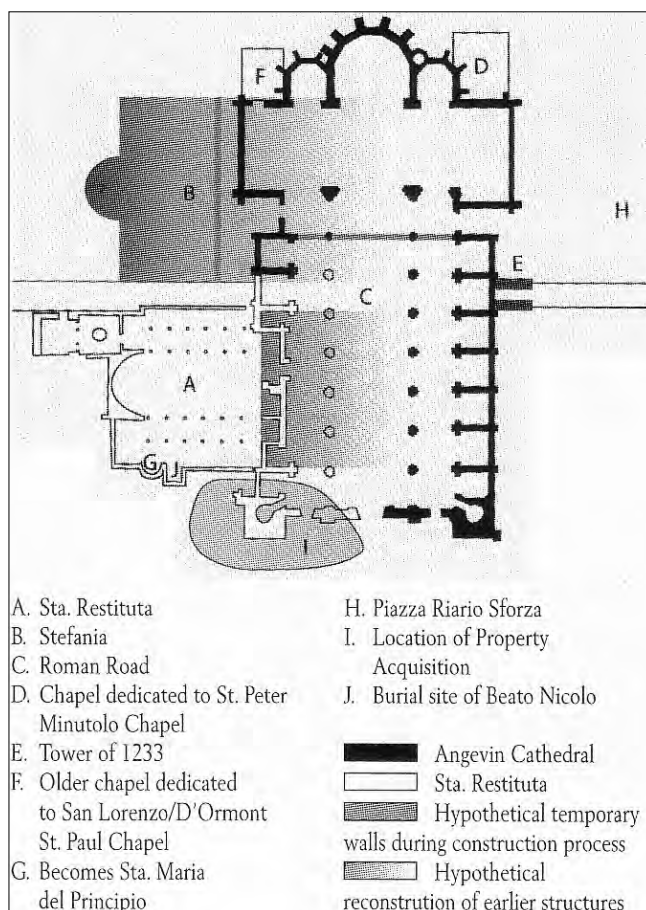 F
D
B
H
E
C
A
G
J
I
A. Sta. Restituta
B. Stefania
C. Roman Road
D. Chapel dedicated to St. Peter
Minutolo Chapel
E. Tower of 1233
F. Older chapel dedicated
to San Lorenzo/D'Ormont
St. Paul Chapel
G. Becomes Sta. Maria
del Principio
H. Piazza Riario Sforza
I. Location of Property
Acquisition
J. Burial site of Beato Nicolo
Angevin Cathedral
Sta. Restituta
Hypothetical temporary
walls during construction process
Hypothetical
reconstrution of earlier structures